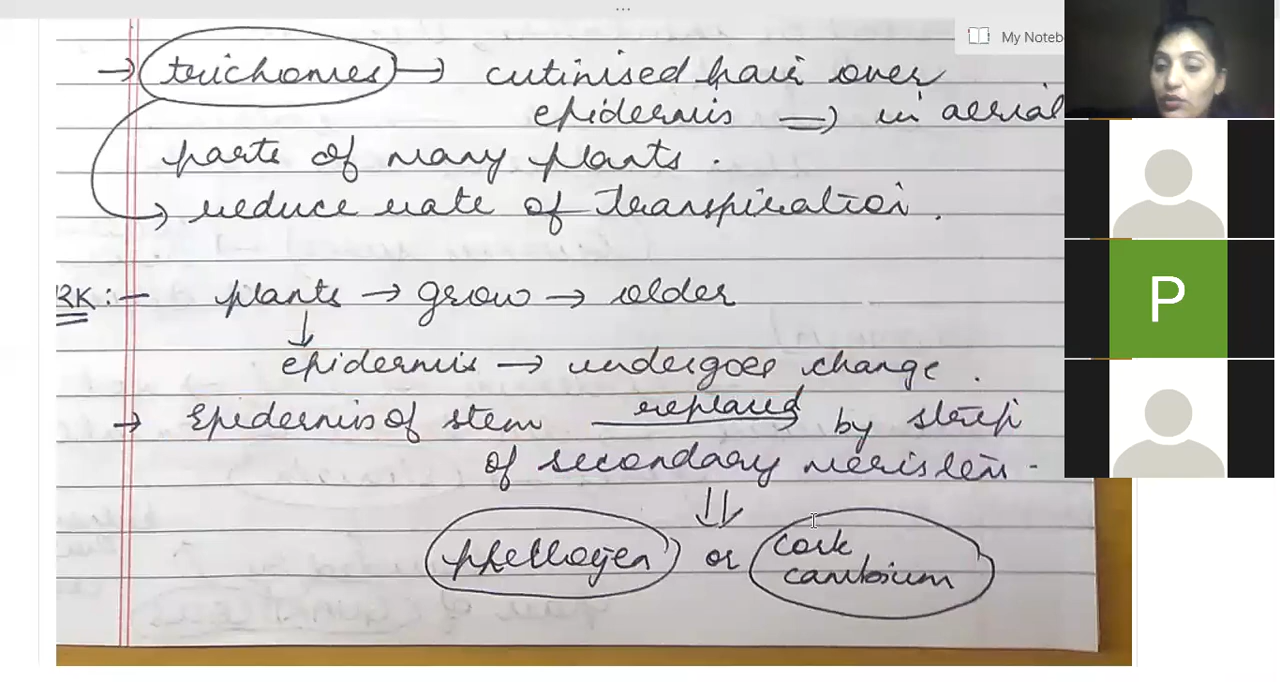 My Noteb
→ trichomes → cutinised hair over
epidermis ⇒ in aerial
parts of many plants .
→ reduce rate of transpiration .
RK :- plants → grow → older
↓
epidermis → undergoes change .
→ Epidermis of stem replaced by strip
of secondary meristem .
⇓
phellogen or cork
cambium
P